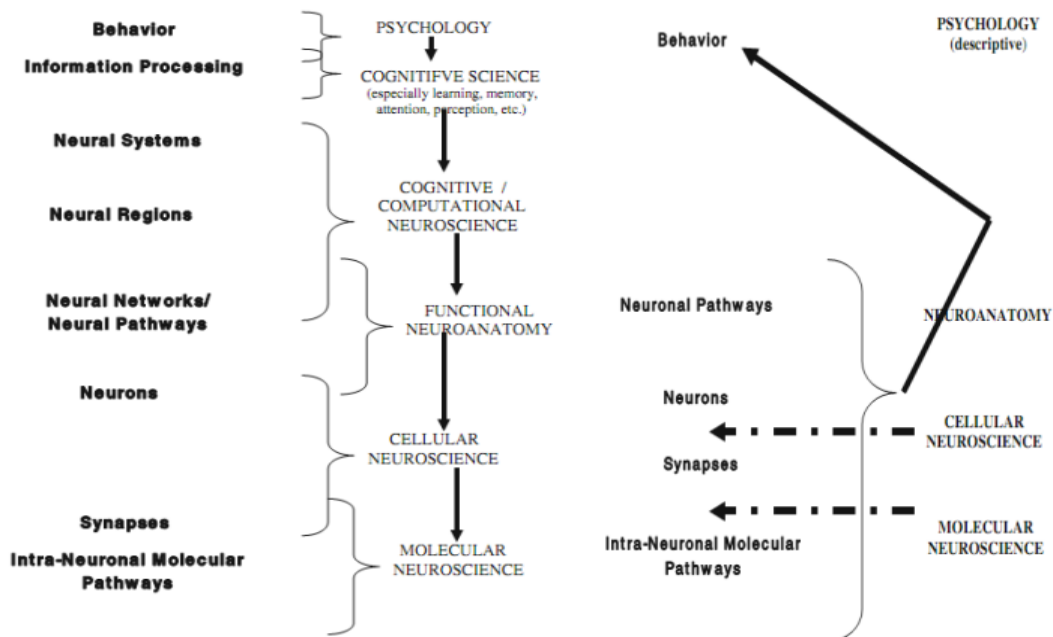 Behavior
Information Processing
Neural Systems
Neural Regions
Neural Networks/
Neural Pathways
Neurons
Synapses
Intra-Neuronal Molecular
Pathways
PSYCHOLOGY
COGNITIFVE SCIENCE
(especially learning, memory,
attention, perception, etc.)
COGNITIVE /
COMPUTATIONAL
NEUROSCIENCE
FUNCTIONAL
NEUROANATOMY
CELLULAR
NEUROSCIENCE
MOLECULAR
NEUROSCIENCE
Behavior
Neuronal Pathways
Neurons
Synapses
Intra-Neuronal Molecular
Pathways
PSYCHOLOGY
(descriptive)
NEUROANATOMY
CELLULAR
NEUROSCIENCE
MOLECULAR
NEUROSCIENCE